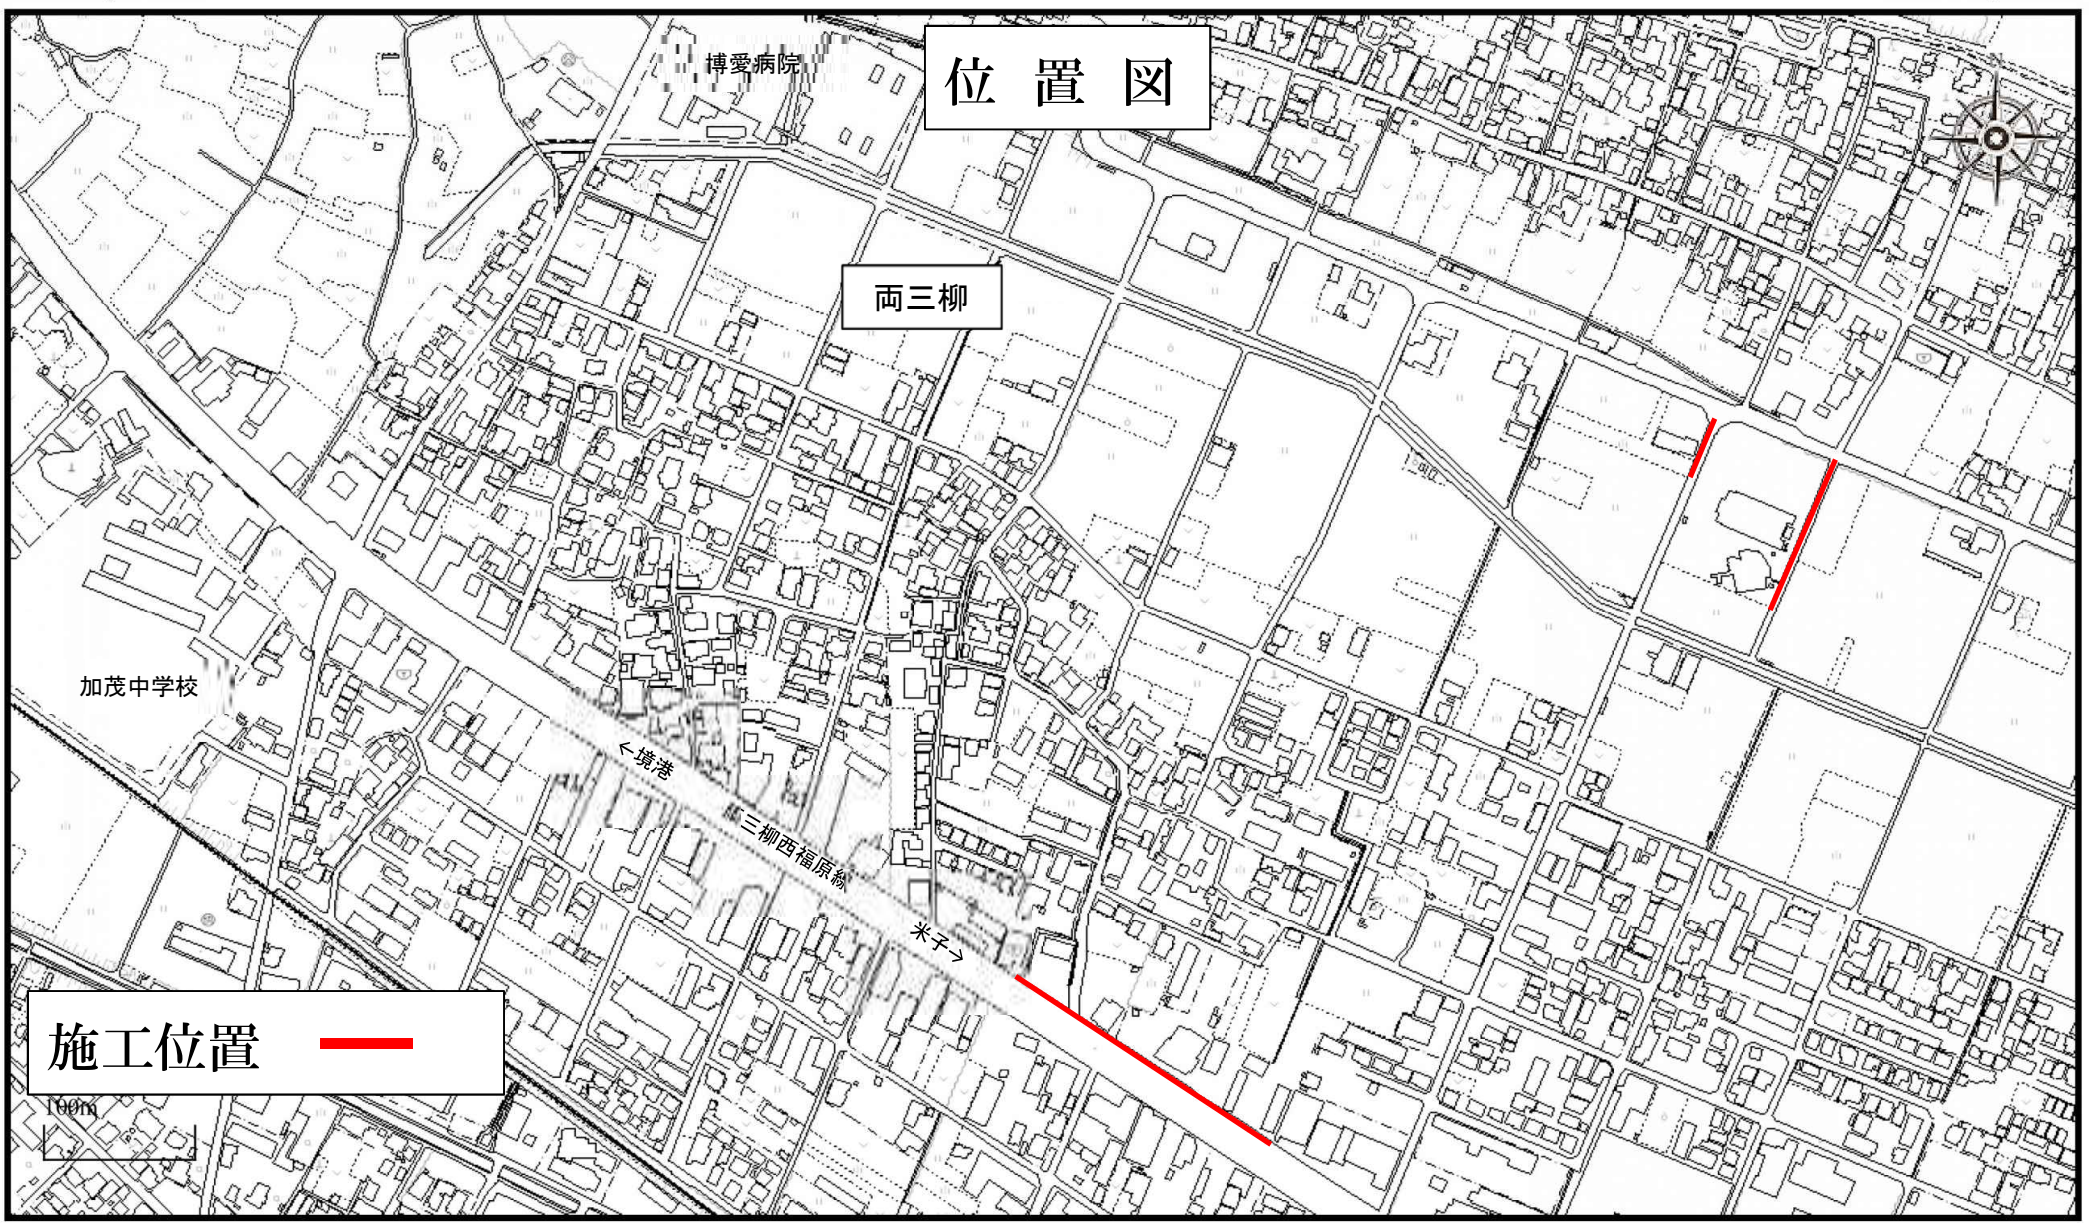 位 置 図
博愛病院
N
両三柳
加茂中学校
←境港
三柳西福原線
米子→
施工位置
100m